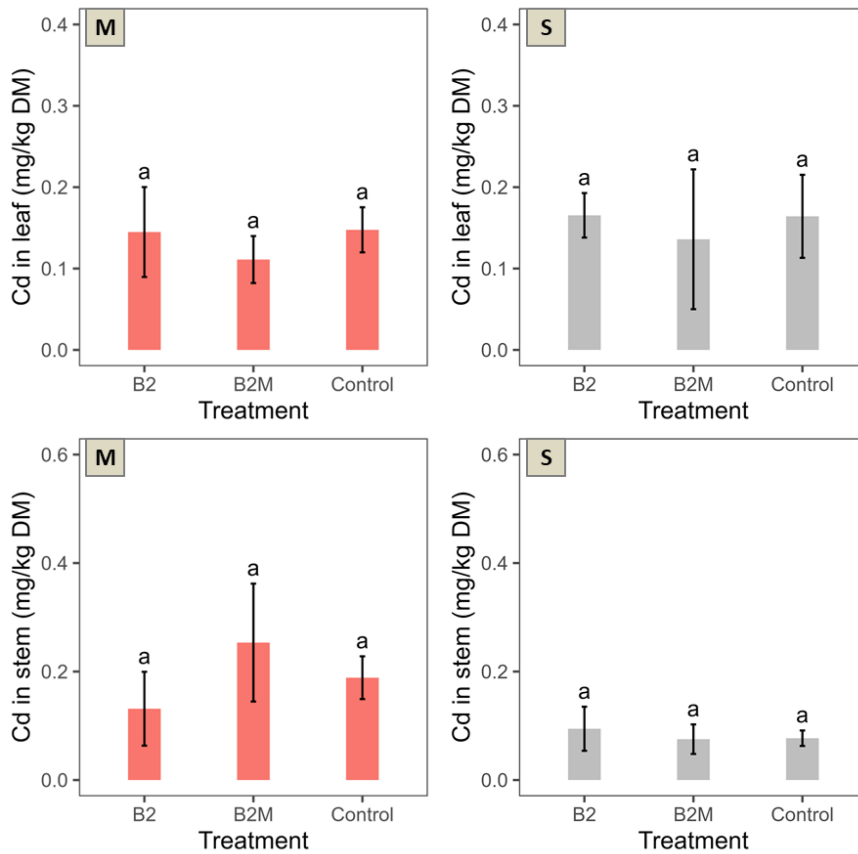 M
Cd in leaf (mg/kg DM)
0.4
0.3
0.2
0.1
0.0
a
a
a
B2
B2M
Control
Treatment
S
Cd in leaf (mg/kg DM)
0.4
0.3
0.2
0.1
0.0
a
a
a
B2
B2M
Control
Treatment
M
Cd in stem (mg/kg DM)
0.6
0.4
0.2
0.0
a
a
a
B2
B2M
Control
Treatment
S
Cd in stem (mg/kg DM)
0.6
0.4
0.2
0.0
a
a
a
B2
B2M
Control
Treatment